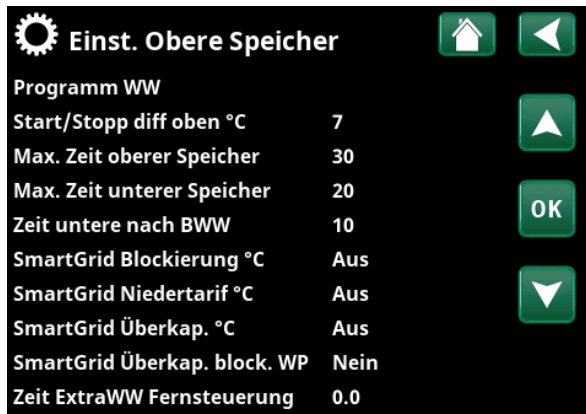 Einst. Obere Speicher
Programm WW
Start/Stopp diff oben °C 7
Max. Zeit oberer Speicher 30
Max. Zeit unterer Speicher 20
Zeit untere nach BWW 10
SmartGrid Blockierung °C Aus
SmartGrid Niedertarif °C Aus
SmartGrid Überkap. °C Aus
SmartGrid Überkap. block. WP Nein
Zeit ExtraWW Fernsteuerung 0.0
OK